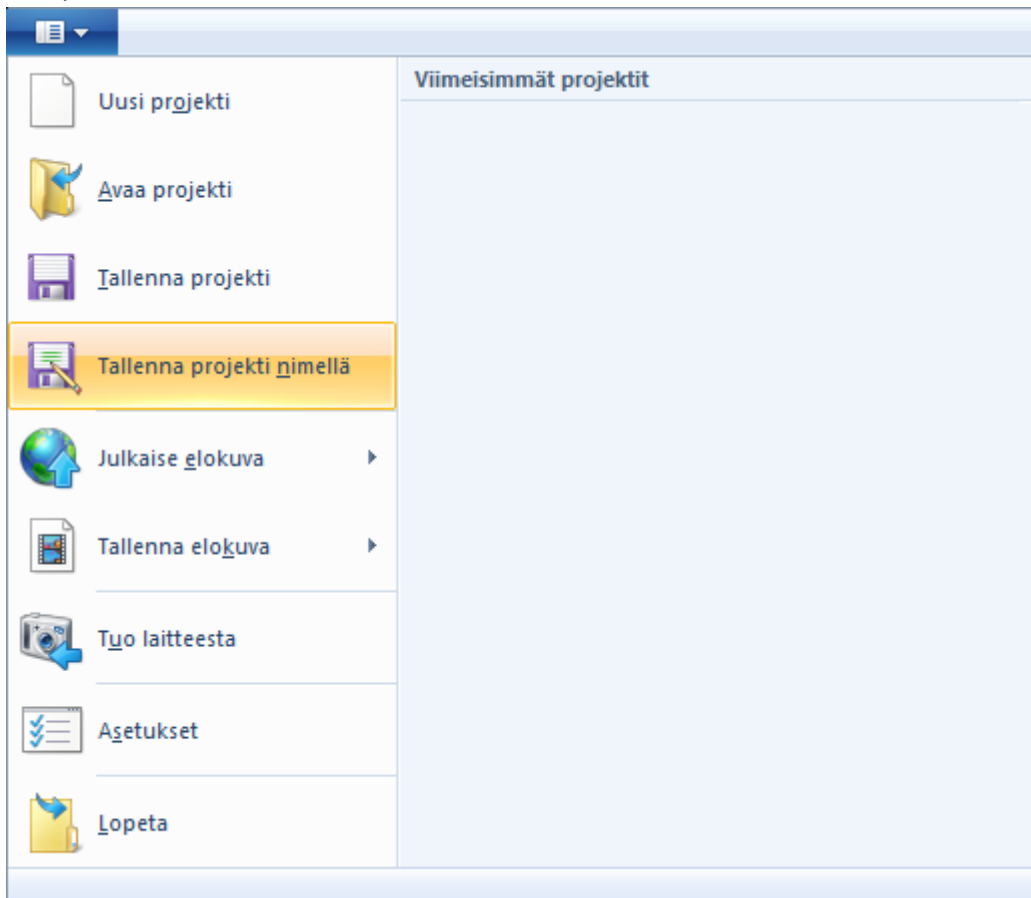 Uusi projekti
Avaa projekti
Tallenna projekti
Tallenna projekti nimellä
Julkaise elokuva
Tallenna elokuva
Tuo laitteesta
Asetukset
Lopeta
Viimeisimmät projektit